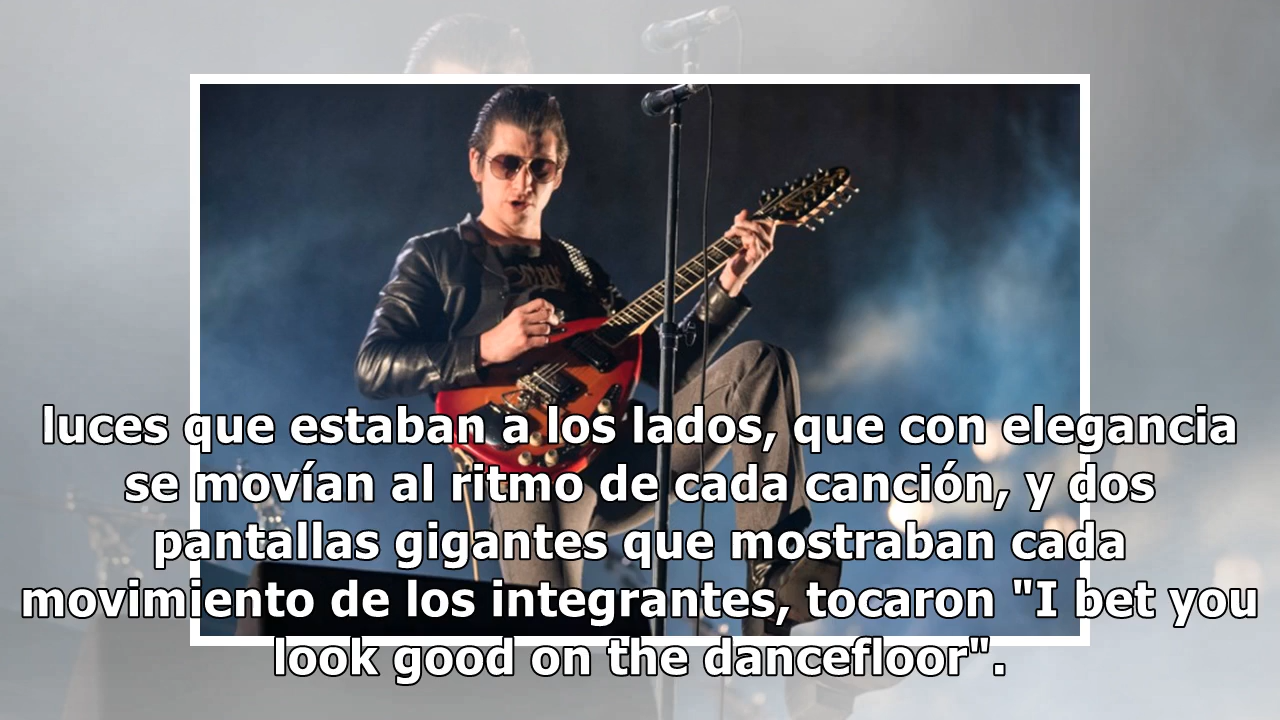 luces que estaban a los lados, que con elegancia
se movían al ritmo de cada canción, y dos
pantallas gigantes que mostraban cada
movimiento de los integrantes, tocaron "I bet you
look good on the dancefloor".